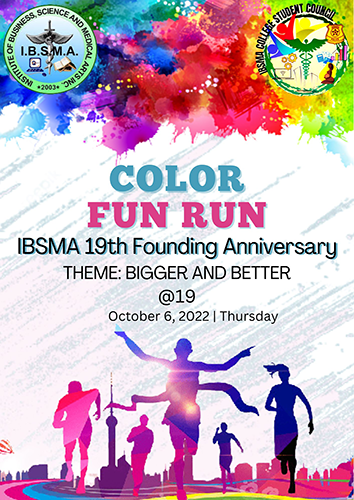 INSTITUTE OF BUSINESS, SCIENCE AND MEDICAL ARTS INC
I.B.S.M.A.
*2003*
IBSMA COLLEGE STUDENT COUNCIL
COLOR
FUN RUN
IBSMA 19th Founding Anniversary
THEME: BIGGER AND BETTER
@19
October 6, 2022 | Thursday